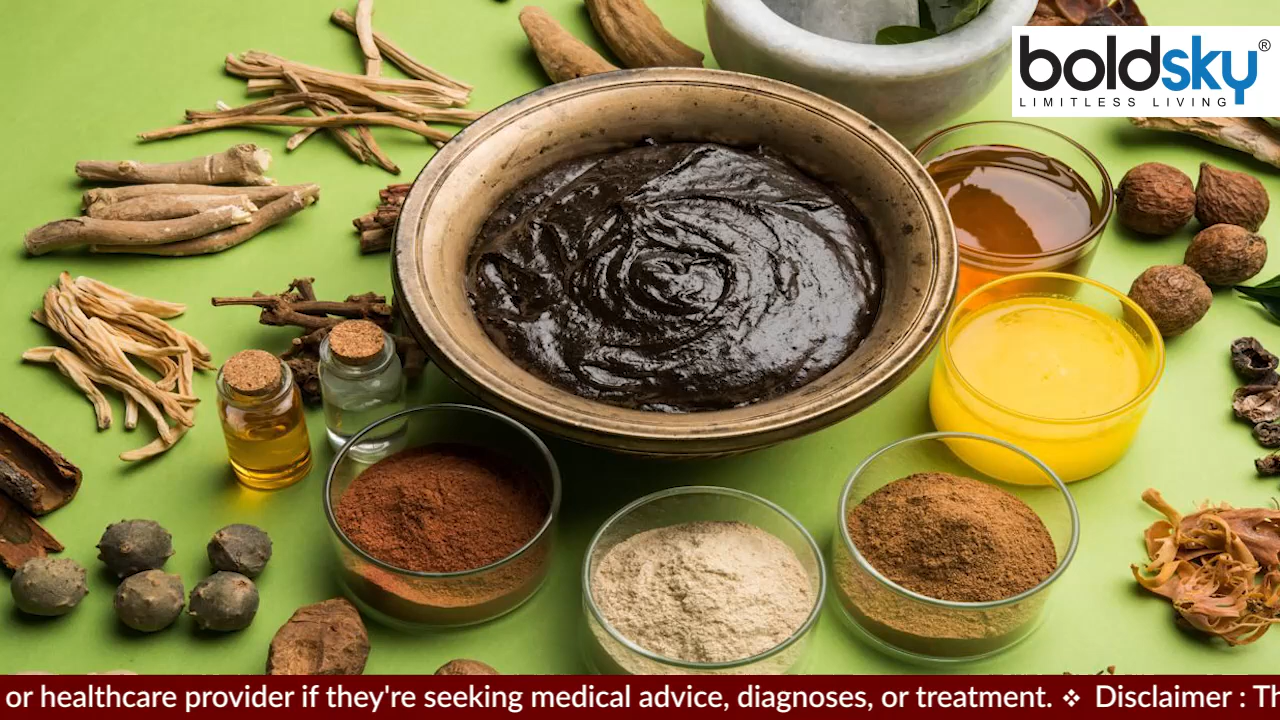 boldsky®
LIMITLESS LIVING
or healthcare provider if they're seeking medical advice, diagnoses, or treatment. ❖ Disclaimer : Th